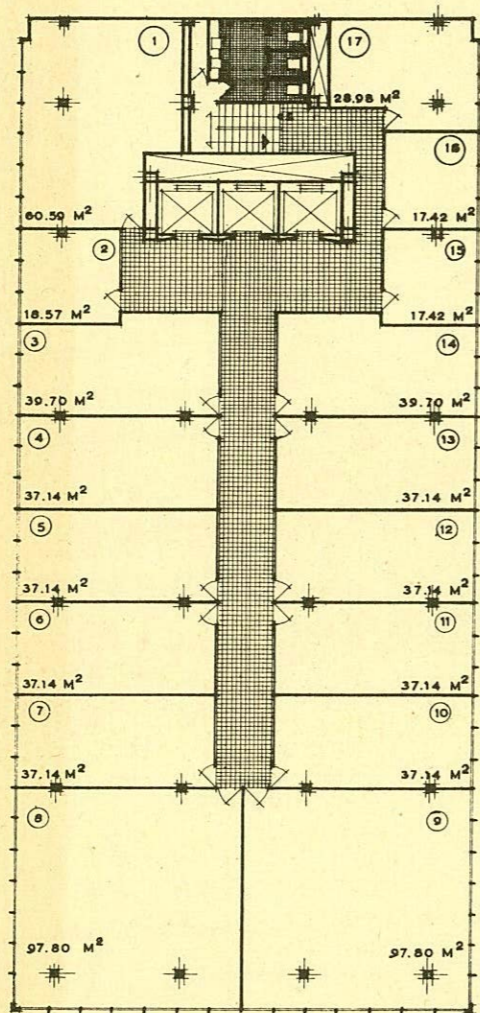 1
17
28.98 M²
16
60.59 M²
17.42 M²
2
15
18.57 M²
17.42 M²
3
14
39.70 M²
39.70 M²
4
13
37.14 M²
37.14 M²
5
12
37.14 M²
37.14 M²
6
11
37.14 M²
37.14 M²
7
10
37.14 M²
37.14 M²
8
9
97.80 M²
97.80 M²